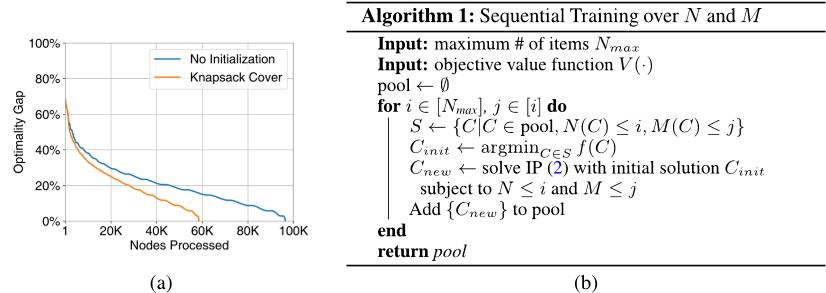 100%
80%
60%
40%
20%
0%
Optimality Gap
No Initialization
Knapsack Cover
1 20K 40K 60K 80K 100K
Nodes Processed
(a)
Algorithm 1: Sequential Training over N and M
Input: maximum # of items N_max
Input: objective value function V(·)
pool ← ∅
for i ∈ [N_max], j ∈ [i] do
S ← {C|C ∈ pool, N(C) ≤ i, M(C) ≤ j}
C_init ← argmin_{C∈S} f(C)
C_new ← solve IP (2) with initial solution C_init
subject to N ≤ i and M ≤ j
Add {C_new} to pool
end
return pool
(b)